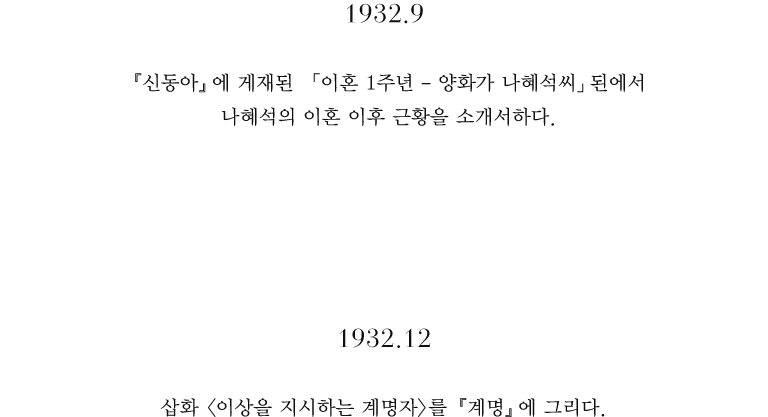 1932.9
『신동아』에 게재된 「이혼 1주년 – 양화가 나혜석씨」된에서
나혜석의 이혼 이후 근황을 소개서하다.
1932.12
삽화 〈이상을 지시하는 계명자〉를 『계명』에 그리다.